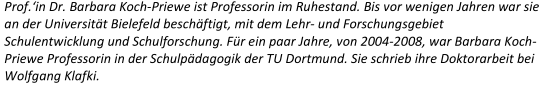 Prof.‘in Dr. Barbara Koch-Priewe ist Professorin im Ruhestand. Bis vor wenigen Jahren war sie
an der Universität Bielefeld beschäftigt, mit dem Lehr- und Forschungsgebiet
Schulentwicklung und Schulforschung. Für ein paar Jahre, von 2004-2008, war Barbara Koch-
Priewe Professorin in der Schulpädagogik der TU Dortmund. Sie schrieb ihre Doktorarbeit bei
Wolfgang Klafki.